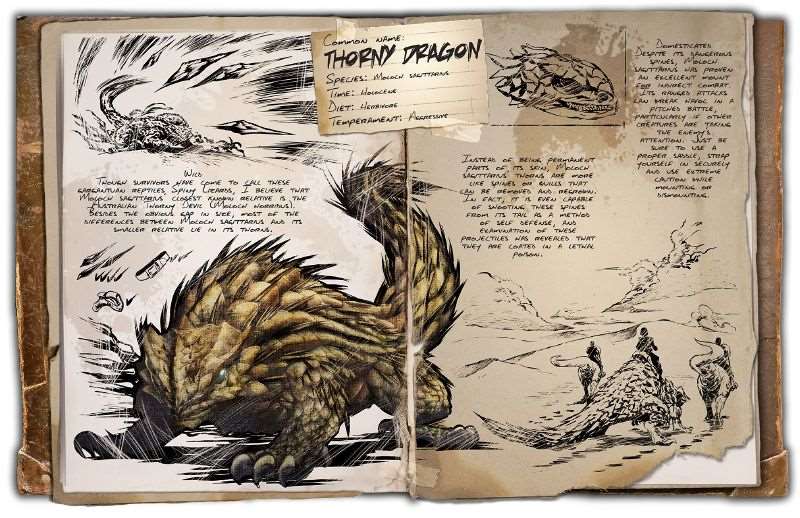 Common name:
Thorny Dragon
Species: Moloch sagittarius
Time: Holocene
Diet: Herbivore
Temperament: Aggressive
Wild
Though survivors have come to call these
gargantuan reptiles Spiny Lizards, I believe that
Moloch sagittarius closest known relative is the
Australian Thorny Devil (Moloch horridus).
Besides the obvious gap in size, most of the
differences between Moloch sagittarius and its
smaller relative lie in its thorns.
Instead of being permanent
parts of its skin, Moloch
sagittarius thorns are more
like spines or quills that
can be removed and regrown.
In fact, it is even capable
of shooting these spines
from its tail as a method
of self defense, and
examination of these
projectiles has revealed that
they are coated in a lethal
poison.
Domesticated
Despite its dangerous
spines, Moloch
sagittarius has proven
an excellent mount
for indirect combat.
Its ranged attacks
can break havoc in a
pitched battle,
particularly if other
creatures are taking
the enemy's
attention. Just be
sure to use a
proper saddle, strap
yourself in securely
and use extreme
caution while
mounting or
dismounting.